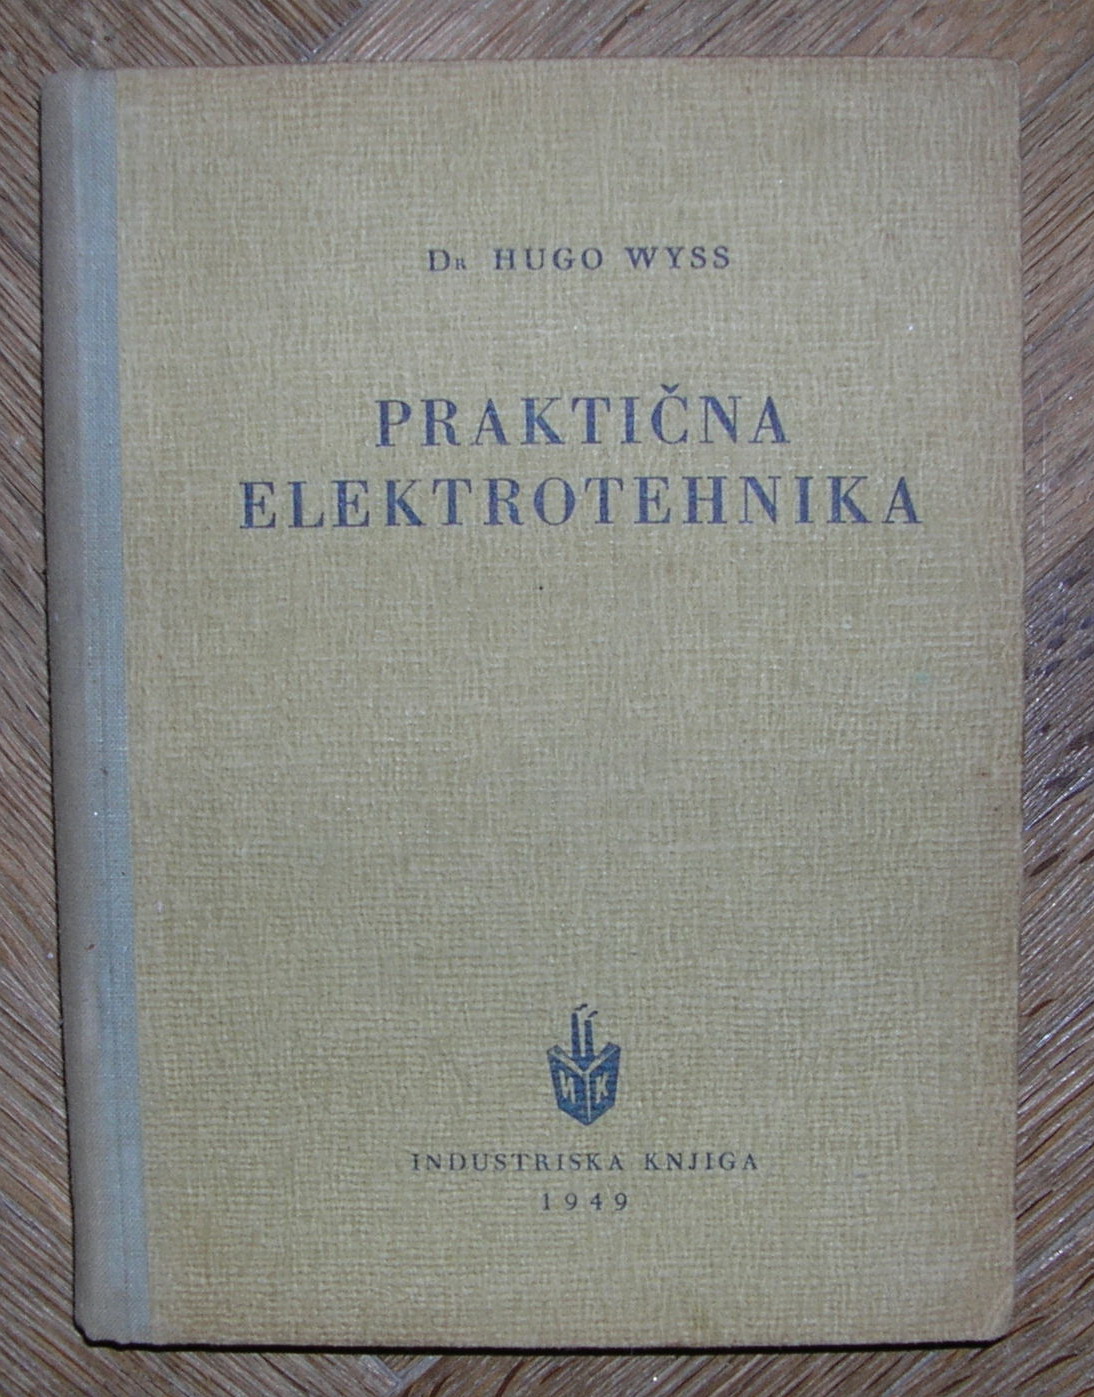 Dr HUGO WYSS
PRAKTIČNA
ELEKTROTEHNIKA
И K
INDUSTRISKA KNJIGA
1949